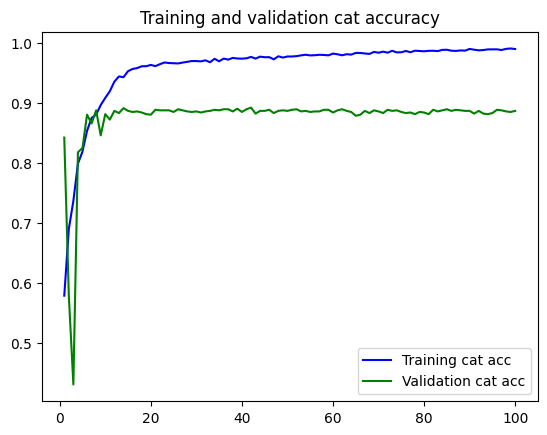 Training and validation cat accuracy
1.0
0.9
0.8
0.7
0.6
0.5
Training cat acc
Validation cat acc
0 20 40 60 80 100